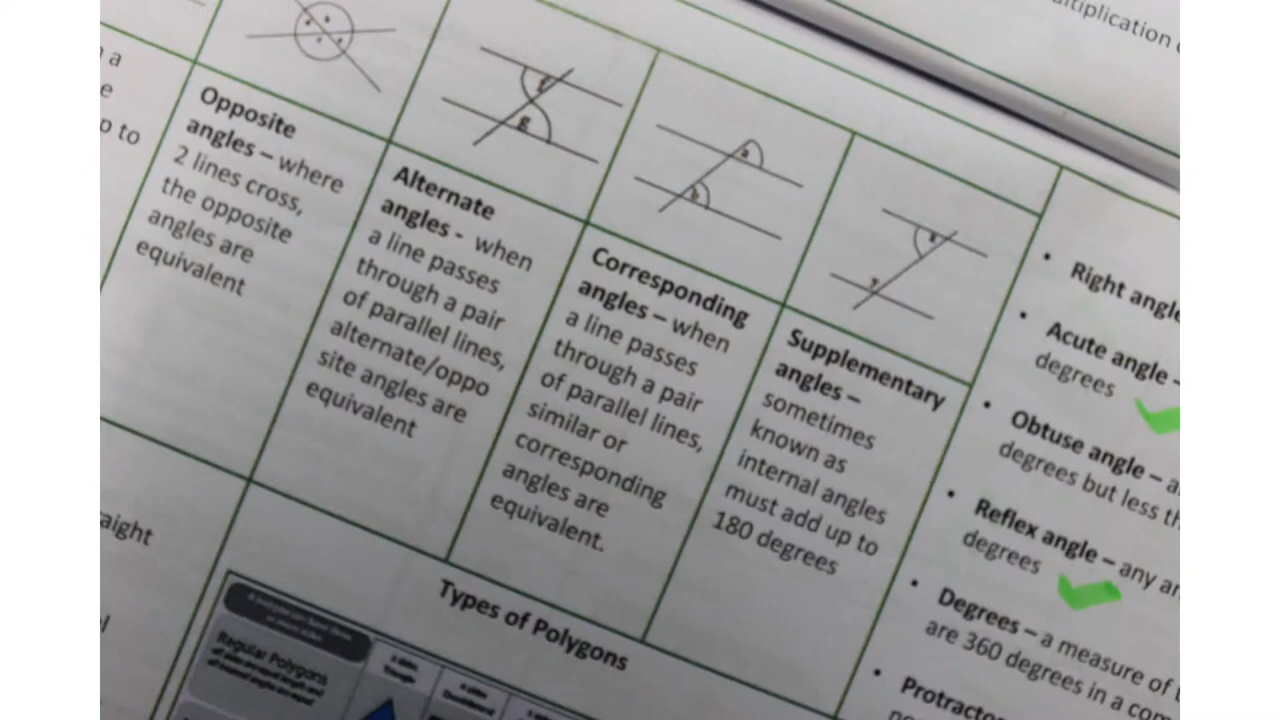 ltiplication
a
e
p to
Opposite
angles – where
2 lines cross,
the opposite
angles are
equivalent
f
g
Alternate
angles - when
a line passes
through a pair
of parallel lines,
alternate/oppo
site angles are
equivalent
a
b
Corresponding
angles – when
a line passes
through a pair
of parallel lines,
similar or
corresponding
angles are
equivalent.
Supplementary
angles –
sometimes
known as
internal angles
must add up to
180 degrees
• Right angle
• Acute angle –
degrees
• Obtuse angle – a
degrees but less th
• Reflex angle – any an
degrees
• Degrees – a measure of t
are 360 degrees in a com
• Protractor
aight
Types of Polygons
Regular Polygons